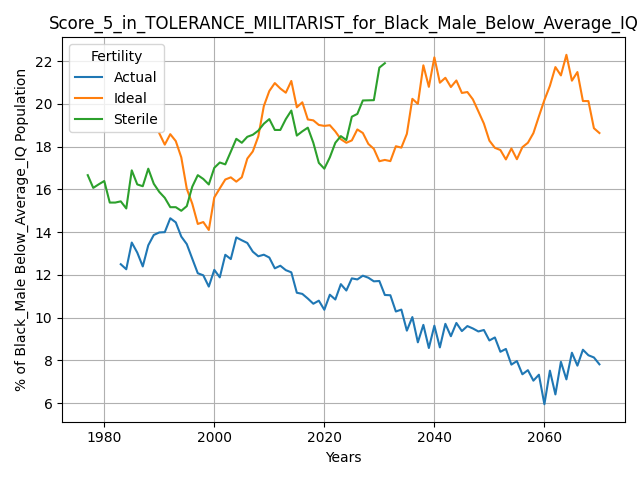 Score_5_in_TOLERANCE_MILITARIST_for_Black_Male_Below_Average_IQ
Fertility
Actual
Ideal
Sterile
% of Black_Male Below_Average_IQ Population
22
20
18
16
14
12
10
8
6
1980
2000
2020
2040
2060
Years